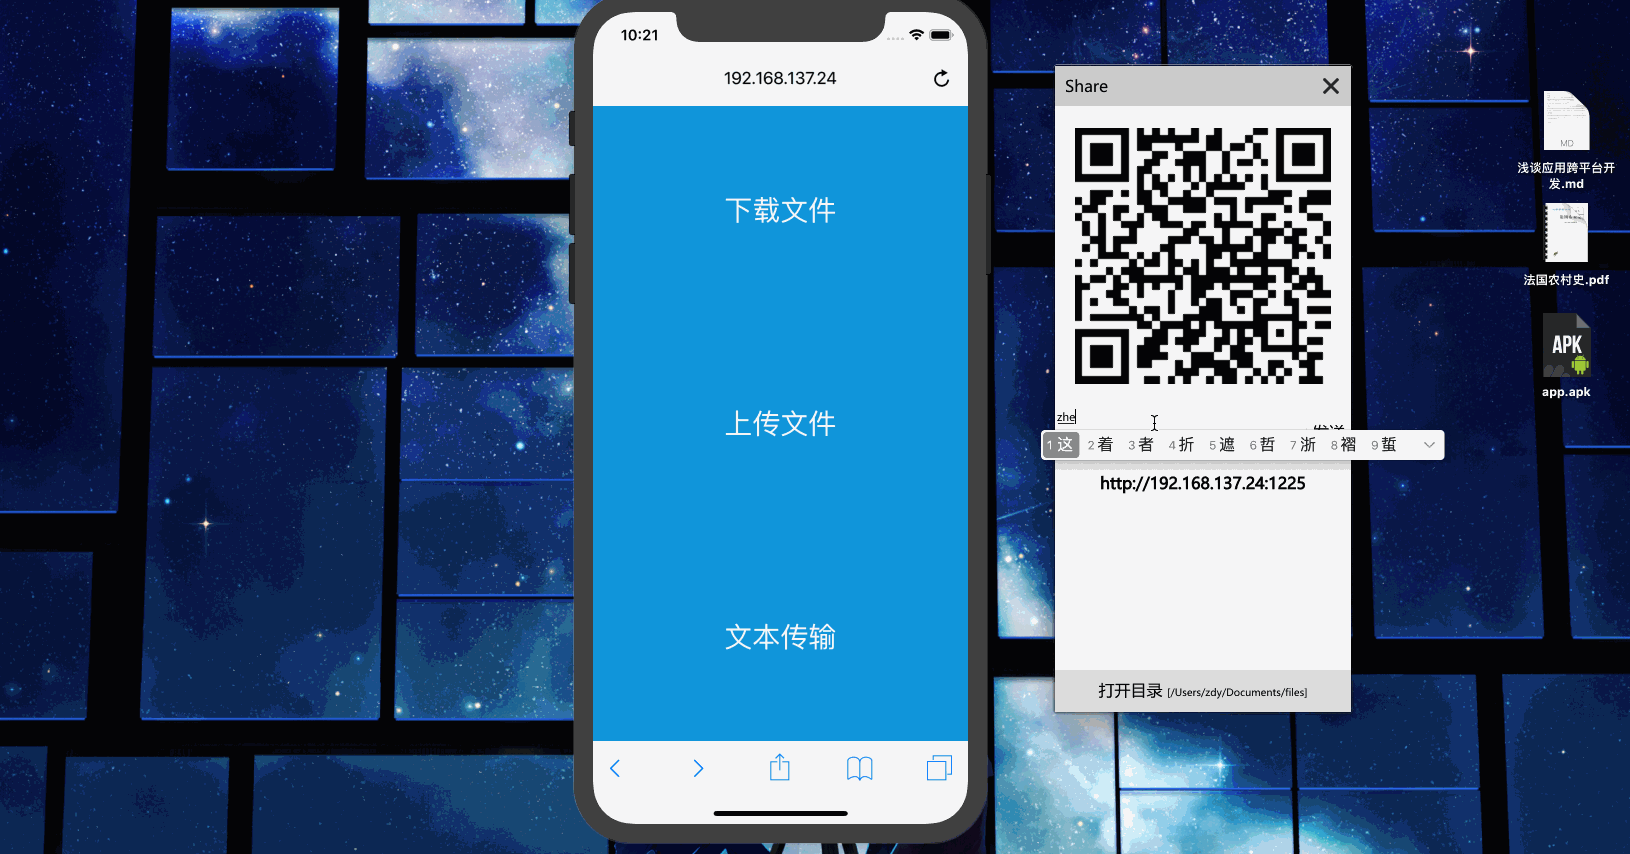 10:21
192.168.137.24
下载文件
上传文件
文本传输
Share
zhe
发送
1 这 2 着 3 者 4 折 5 遮 6 哲 7 浙 8 褶 9 蜇
http://192.168.137.24:1225
打开目录 [/Users/zdy/Documents/files]
MD
浅谈应用跨平台开
发.md
法国农村史.pdf
APK
app.apk